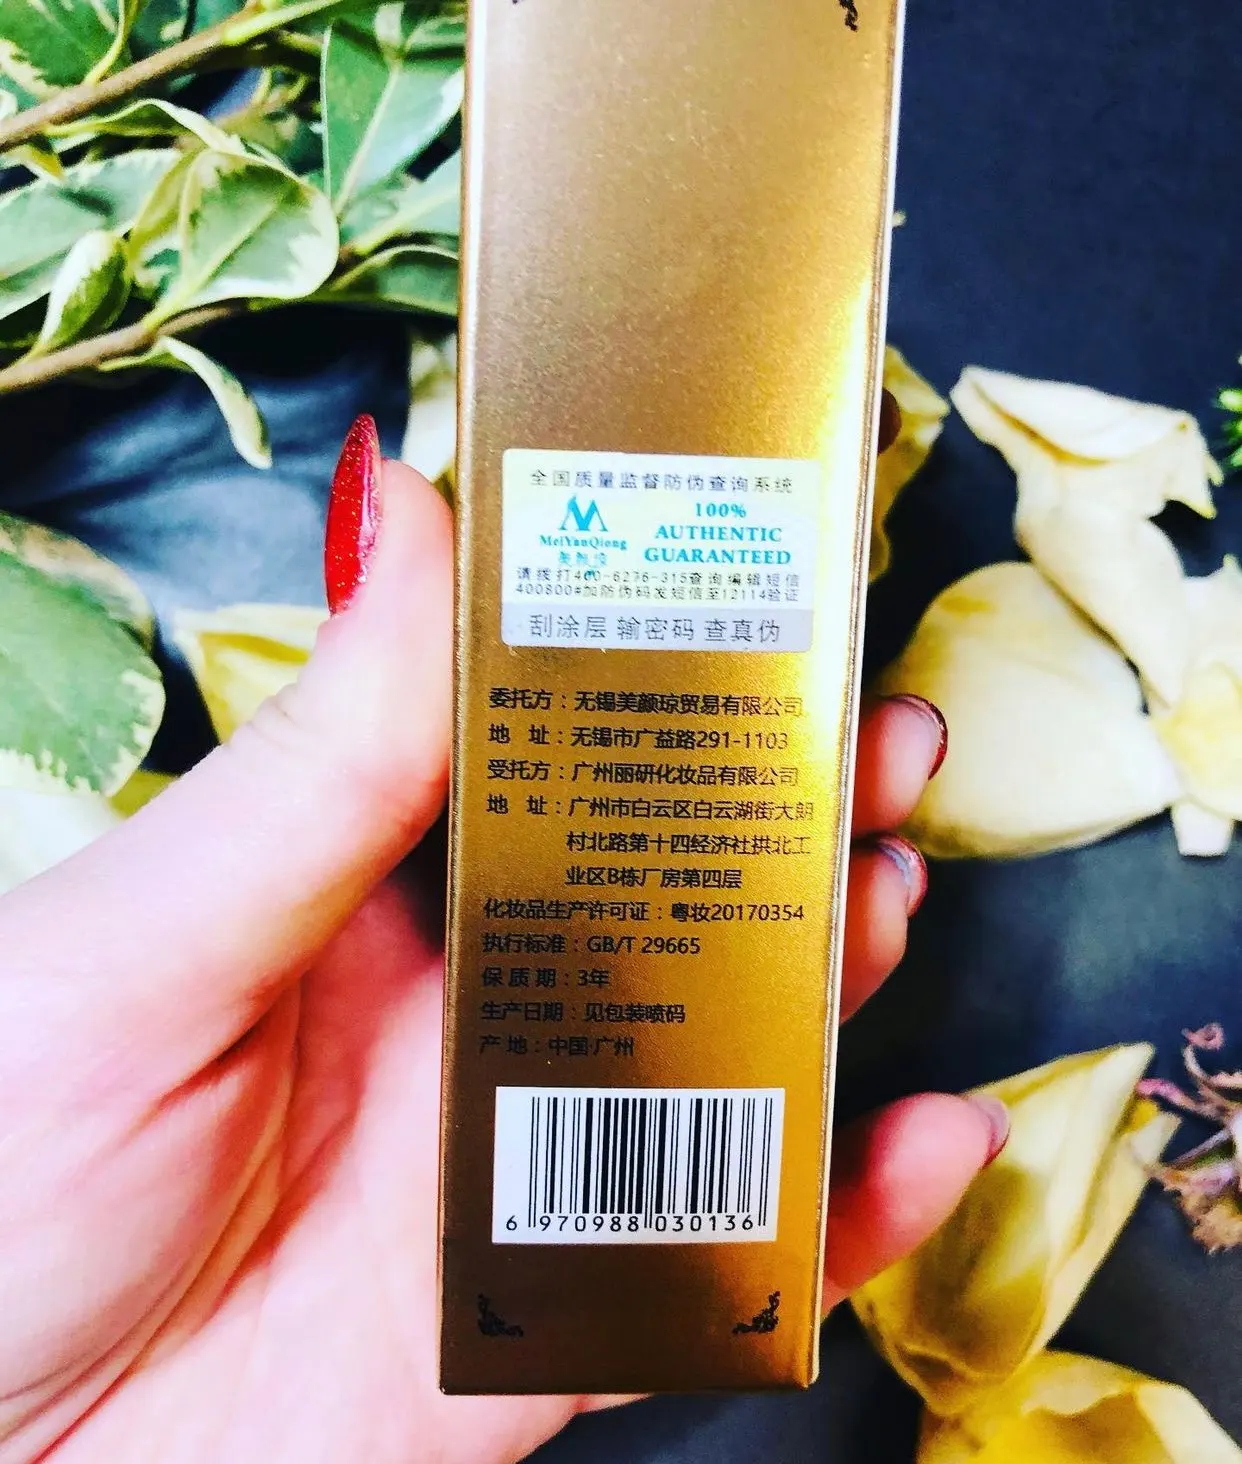 全国质量监督防伪查询系统
MeiYanQiong
美颜琼
100%
AUTHENTIC
GUARANTEED
请拨打400-6276-315查询编辑短信
400800#加防伪码发短信至12114验证
刮涂层 输密码 查真伪
委托方：无锡美颜琼贸易有限公司
地 址：无锡市广益路291-1103
受托方：广州丽研化妆品有限公司
地 址：广州市白云区白云湖街大朗
村北路第十四经济社拱北工
业区B栋厂房第四层
化妆品生产许可证：粤妆20170354
执行标准：GB/T 29665
保 质 期：3年
生产日期：见包装喷码
产 地：中国·广州
6 970988 030136